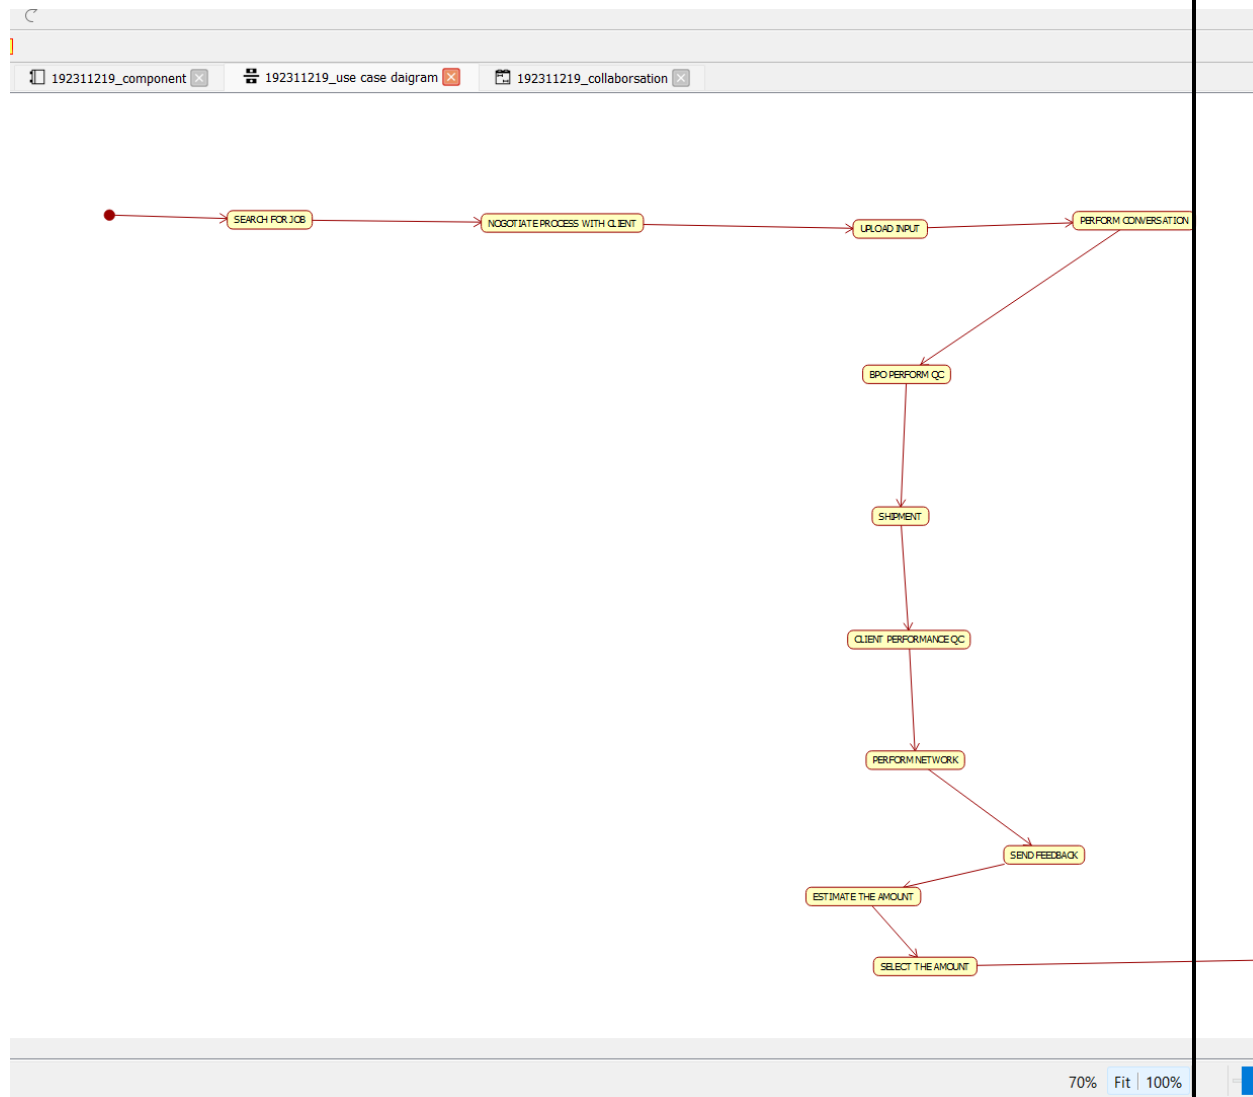 192311219_component
192311219_use case daigram
192311219_collaborsation
SEARCH FOR JOB
NOGOTIATE PROCESS WITH CLIENT
UPLOAD INPUT
PERFORM CONVERSATION
BPO PERFORM QC
SHIPMENT
CLIENT PERFORMANCE QC
PERFORM NETWORK
SEND FEEDBACK
ESTIMATE THE AMOUNT
SELECT THE AMOUNT
70% Fit 100%